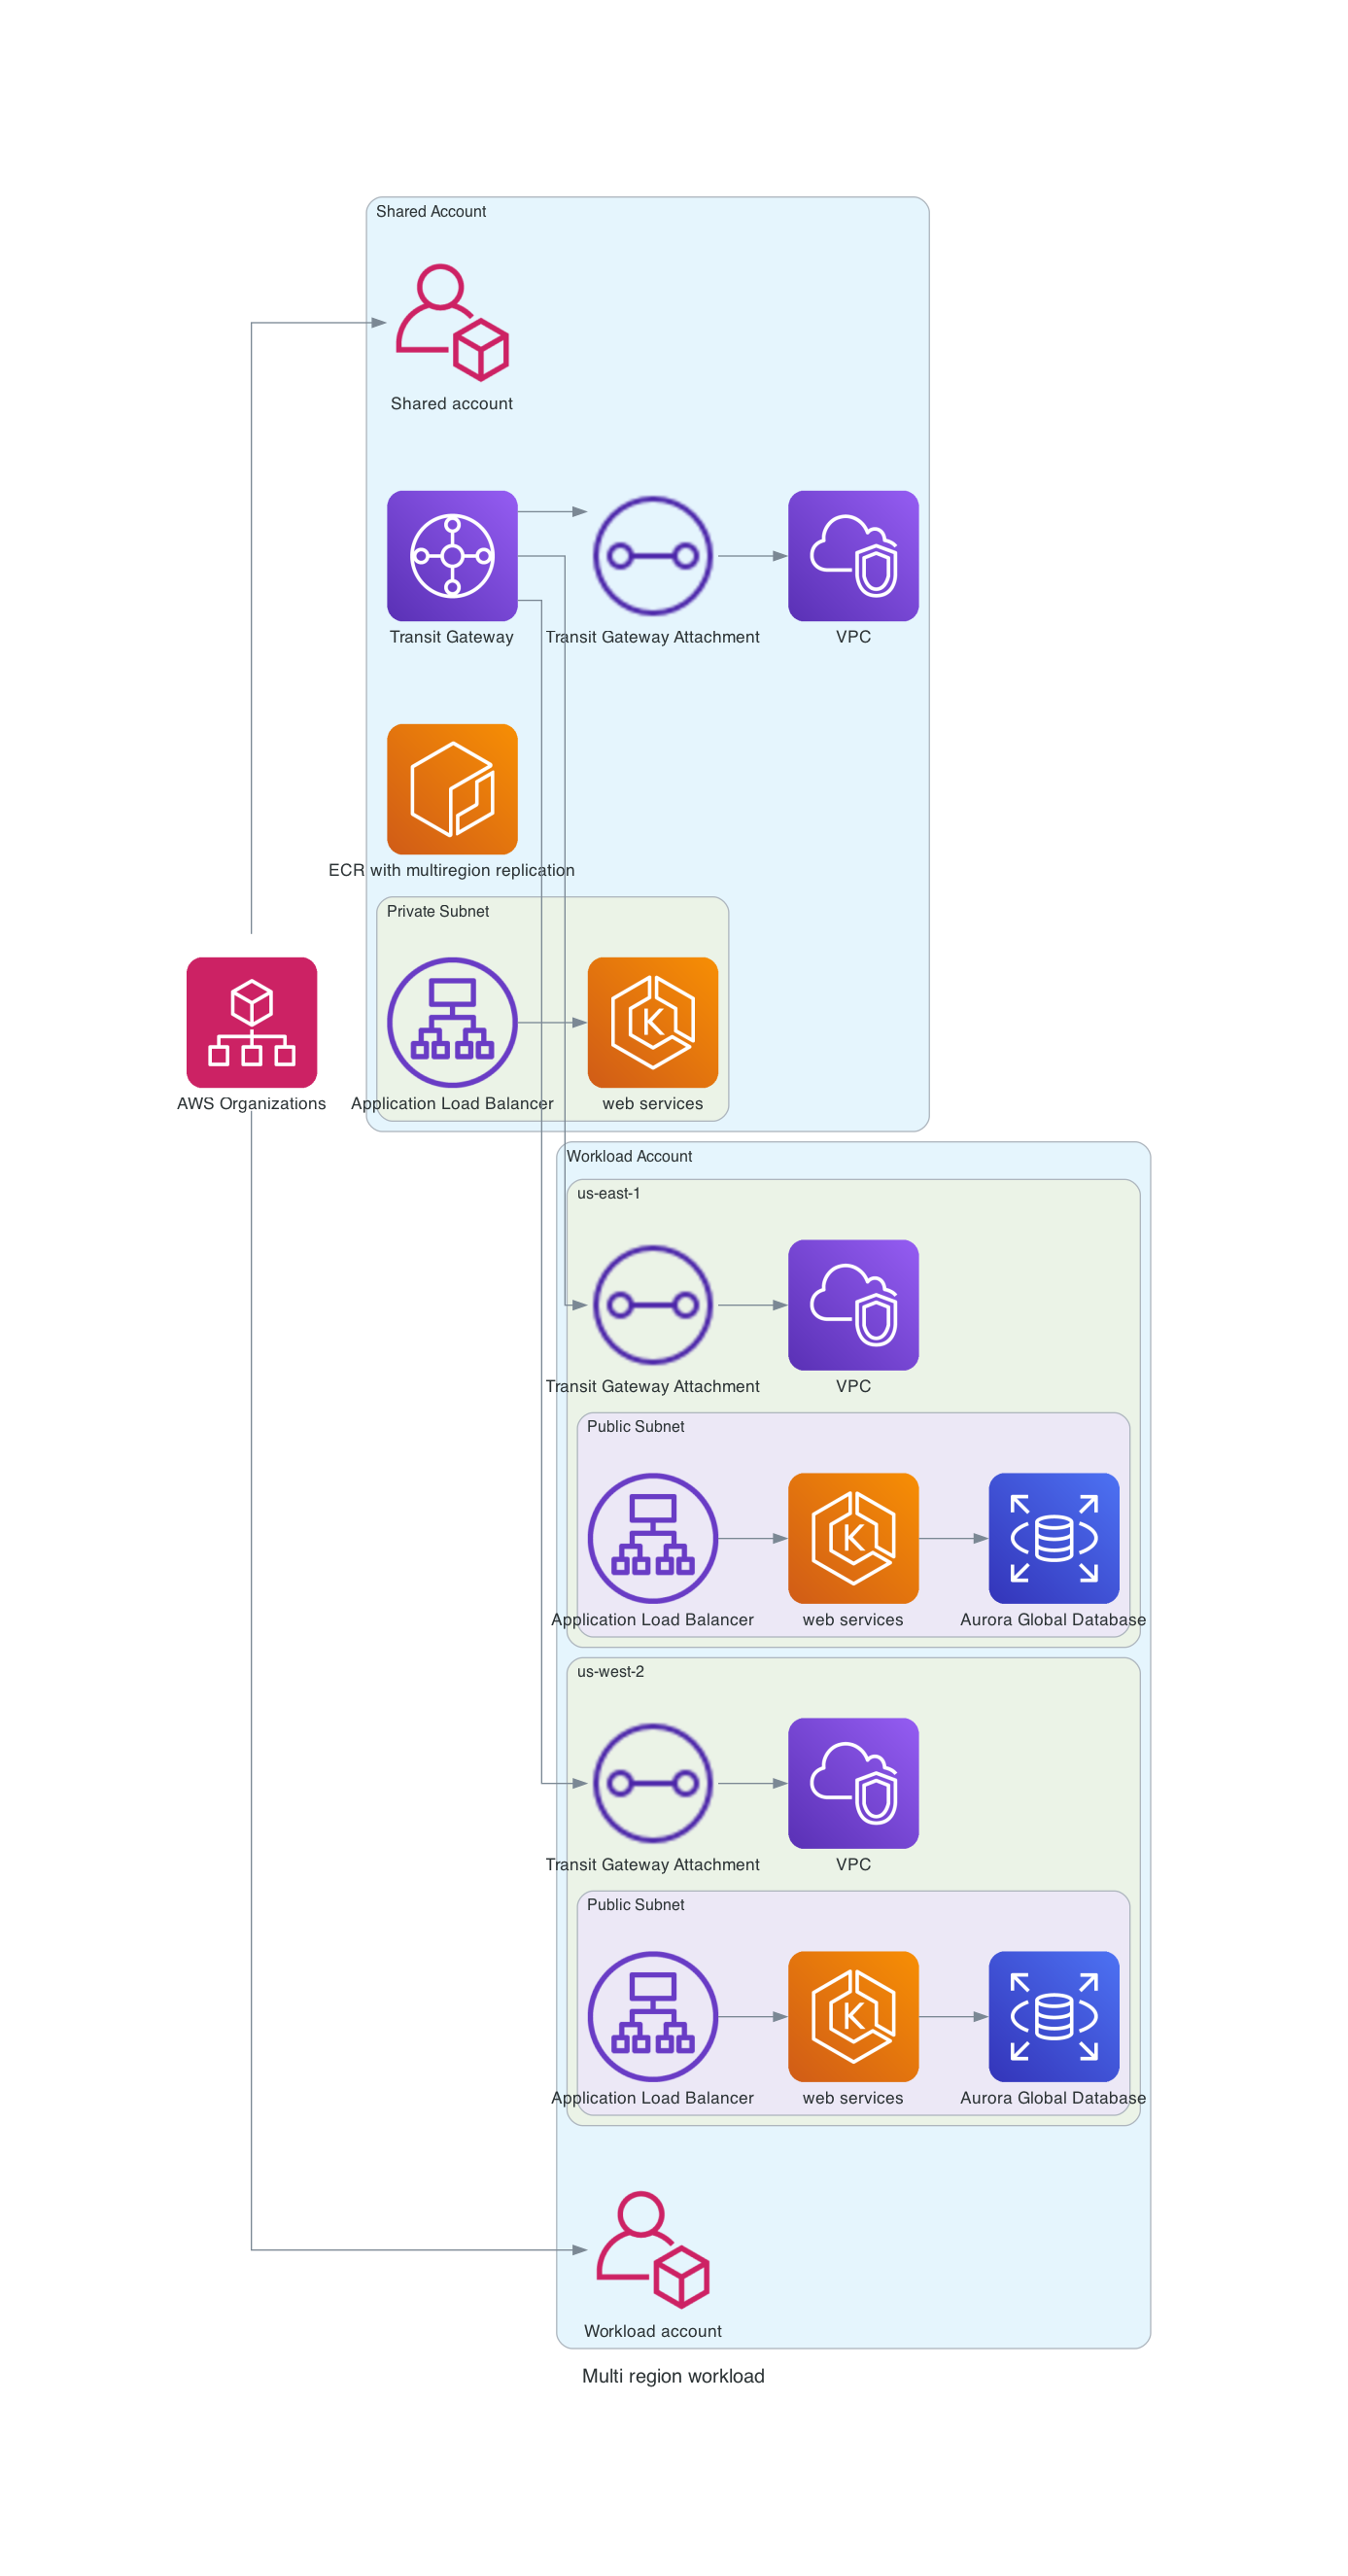 Shared Account
Shared account
Transit Gateway
Transit Gateway Attachment
VPC
ECR with multiregion replication
Private Subnet
AWS Organizations
Application Load Balancer
web services
Workload Account
us-east-1
Transit Gateway Attachment
VPC
Public Subnet
Application Load Balancer
web services
Aurora Global Database
us-west-2
Transit Gateway Attachment
VPC
Public Subnet
Application Load Balancer
web services
Aurora Global Database
Workload account
Multi region workload